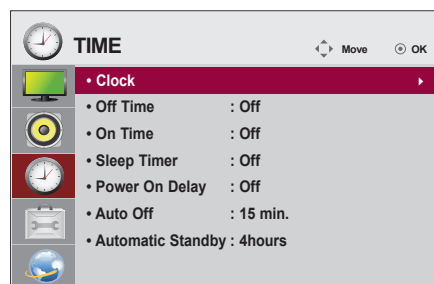 TIME Move OK
• Clock
• Off Time : Off
• On Time : Off
• Sleep Timer : Off
• Power On Delay : Off
• Auto Off : 15 min.
• Automatic Standby : 4hours